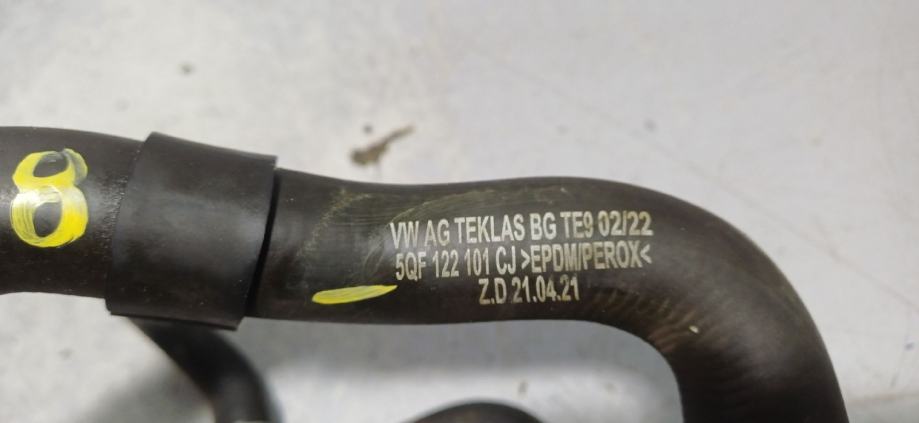 8
VW AG TEKLAS BG TE9 02/22
5QF 122 101 CJ >EPDM/PEROX<
Z.D 21.04.21